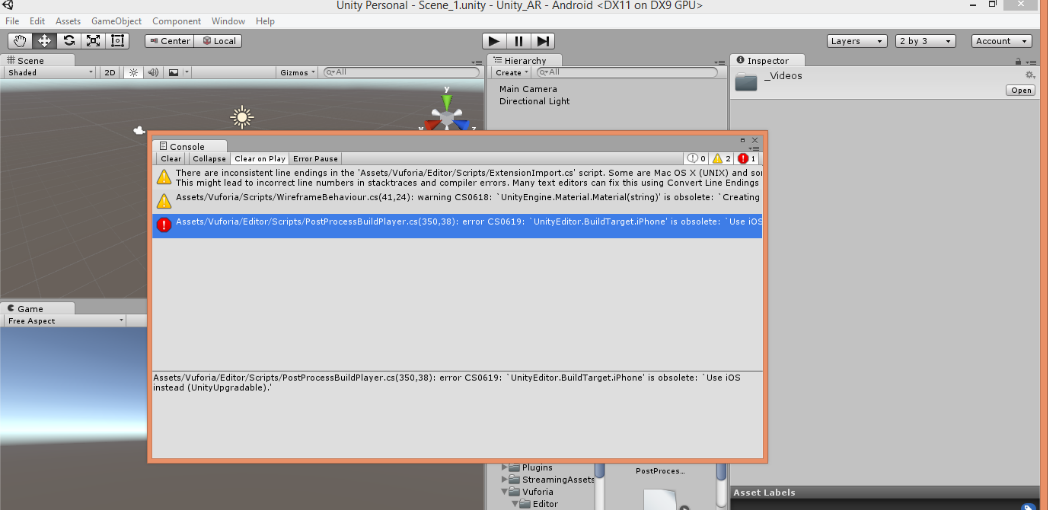 Unity Personal - Scene_1.unity - Unity_AR - Android <DX11 on DX9 GPU>
File Edit Assets GameObject Component Window Help
Center Local
Layers 2 by 3 Account
Scene
Shaded 2D Gizmos All
Hierarchy
Create All
Main Camera
Directional Light
Inspector
_Videos
Open
y
x z
Console
Clear Collapse Clear on Play Error Pause 0 2 1
There are inconsistent line endings in the 'Assets/Vuforia/Editor/Scripts/ExtensionImport.cs' script. Some are Mac OS X (UNIX) and
This might lead to incorrect line numbers in stacktraces and compiler errors. Many text editors can fix this using Convert Line Endings
Assets/Vuforia/Scripts/WireframeBehaviour.cs(41,24): warning CS0618: `UnityEngine.Material.Material(string)' is obsolete: `Creating
Assets/Vuforia/Editor/Scripts/PostProcessBuildPlayer.cs(350,38): error CS0619: `UnityEditor.BuildTarget.iPhone' is obsolete: `Use iOS
Assets/Vuforia/Editor/Scripts/PostProcessBuildPlayer.cs(350,38): error CS0619: `UnityEditor.BuildTarget.iPhone' is obsolete: `Use iOS
instead (UnityUpgradable).'
Game
Free Aspect
Plugins
StreamingAssets
Vuforia
Editor
PostProces...
Asset Labels